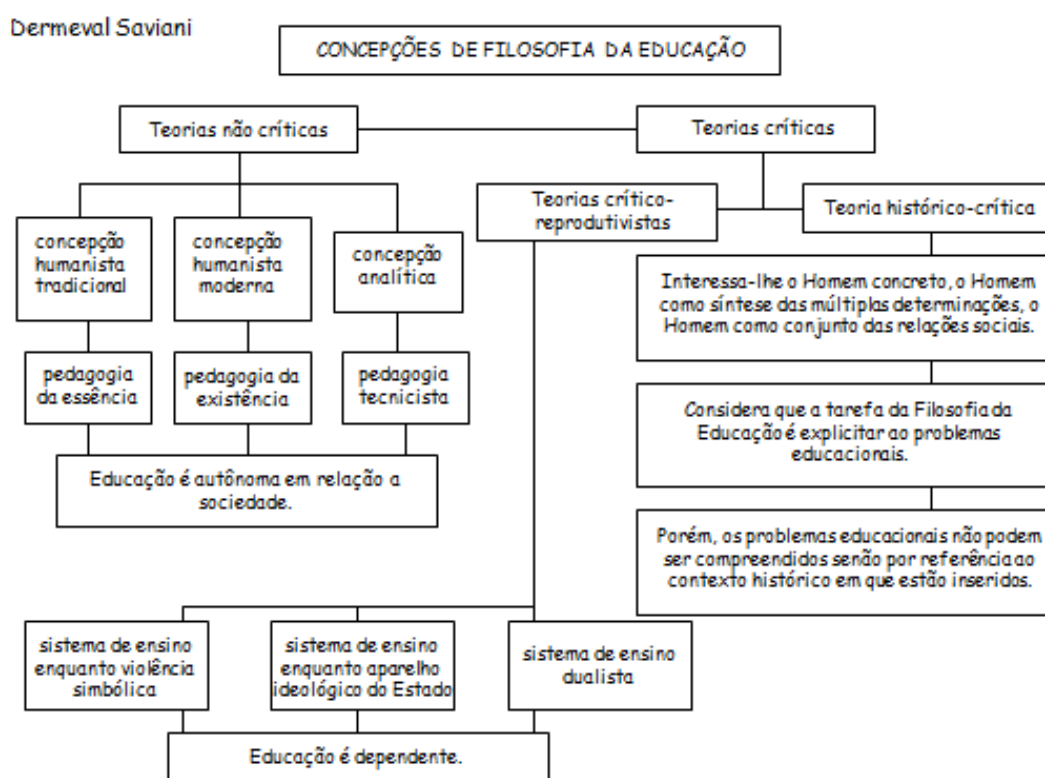 Dermeval Saviani
CONCEPÇÕES DE FILOSOFIA DA EDUCAÇÃO
Teorias não críticas
Teorias críticas
Teorias crítico-
reprodutivistas
Teoria histórico-crítica
concepção
humanista
tradicional
concepção
humanista
moderna
concepção
analítica
Interessa-lhe o Homem concreto, o Homem
como síntese das múltiplas determinações, o
Homem como conjunto das relações sociais.
pedagogia
da essência
pedagogia da
existência
pedagogia
tecnicista
Considera que a tarefa da Filosofia da
Educação é explicitar ao problemas
educacionais.
Educação é autônoma em relação a
sociedade.
Porém, os problemas educacionais não podem
ser compreendidos senão por referência ao
contexto histórico em que estão inseridos.
sistema de ensino
enquanto violência
simbólica
sistema de ensino
enquanto aparelho
ideológico do Estado
sistema de ensino
dualista
Educação é dependente.